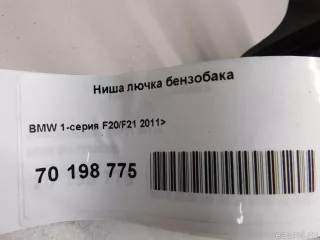 Ниша лючка бензобака
BMW 1-серия F20/F21 2011>
70 198 775